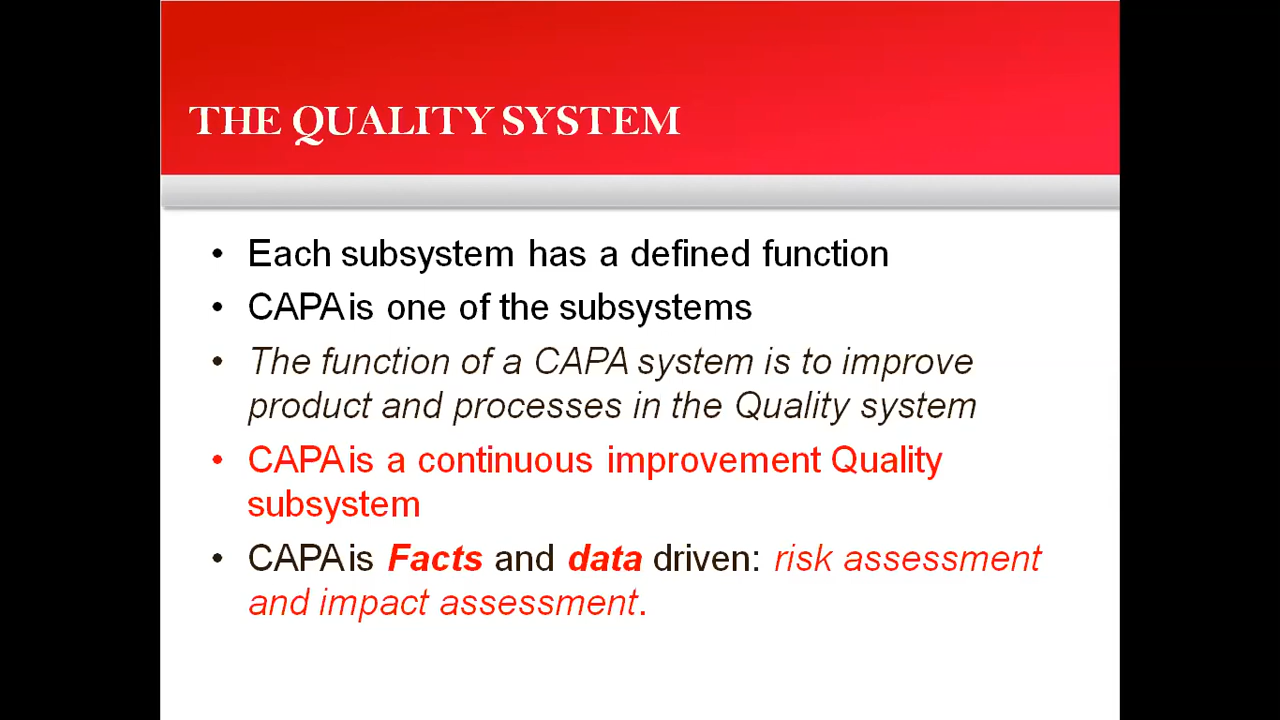 THE QUALITY SYSTEM
• Each subsystem has a defined function
• CAPA is one of the subsystems
• The function of a CAPA system is to improve
product and processes in the Quality system
• CAPA is a continuous improvement Quality
subsystem
• CAPA is Facts and data driven: risk assessment
and impact assessment.